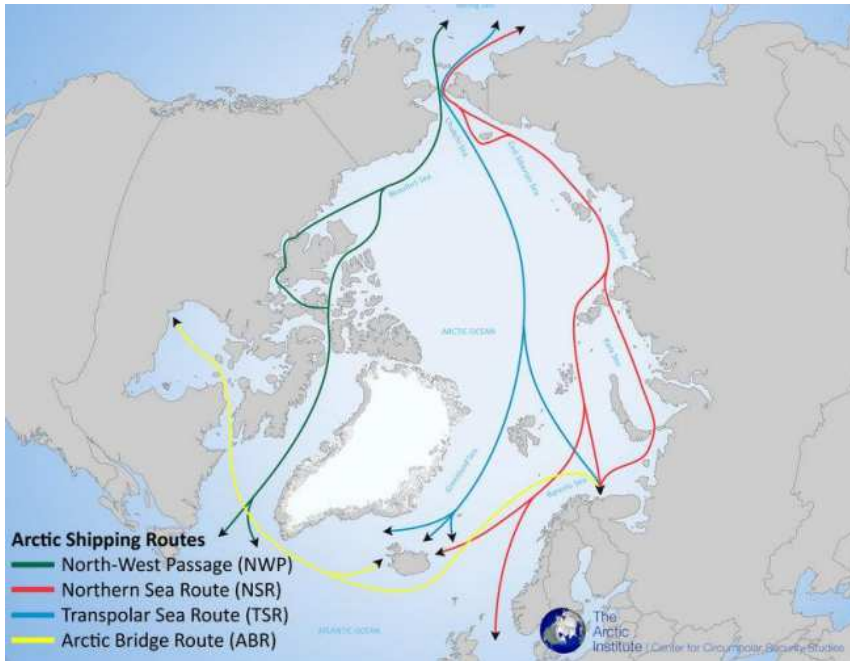 Bering Sea
Chukchi Sea
East Siberian Sea
Beaufort Sea
Laptev Sea
ARCTIC OCEAN
Kara Sea
Greenland Sea
Barents Sea
Arctic Shipping Routes
North-West Passage (NWP)
Northern Sea Route (NSR)
Transpolar Sea Route (TSR)
Arctic Bridge Route (ABR)
ATLANTIC OCEAN
The
Arctic
Institute | Center for Circumpolar Security Studies